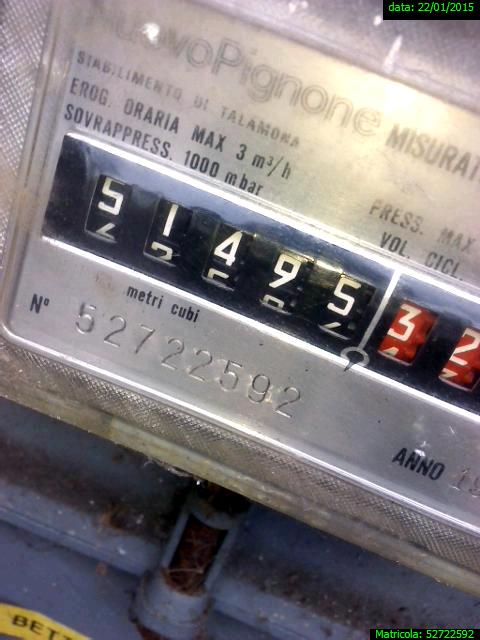 data: 22/01/2015
NuovoPignone MISURAT
STABILIMENTO DI TALAMONA
EROG. ORARIA MAX 3 m³/h
SOVRAPPRESS. 1000 mbar
PRESS. MAX
VOL. CICL.
51495 32
metri cubi
N° 52722592
ANNO 19
BETT
Matricola: 52722592